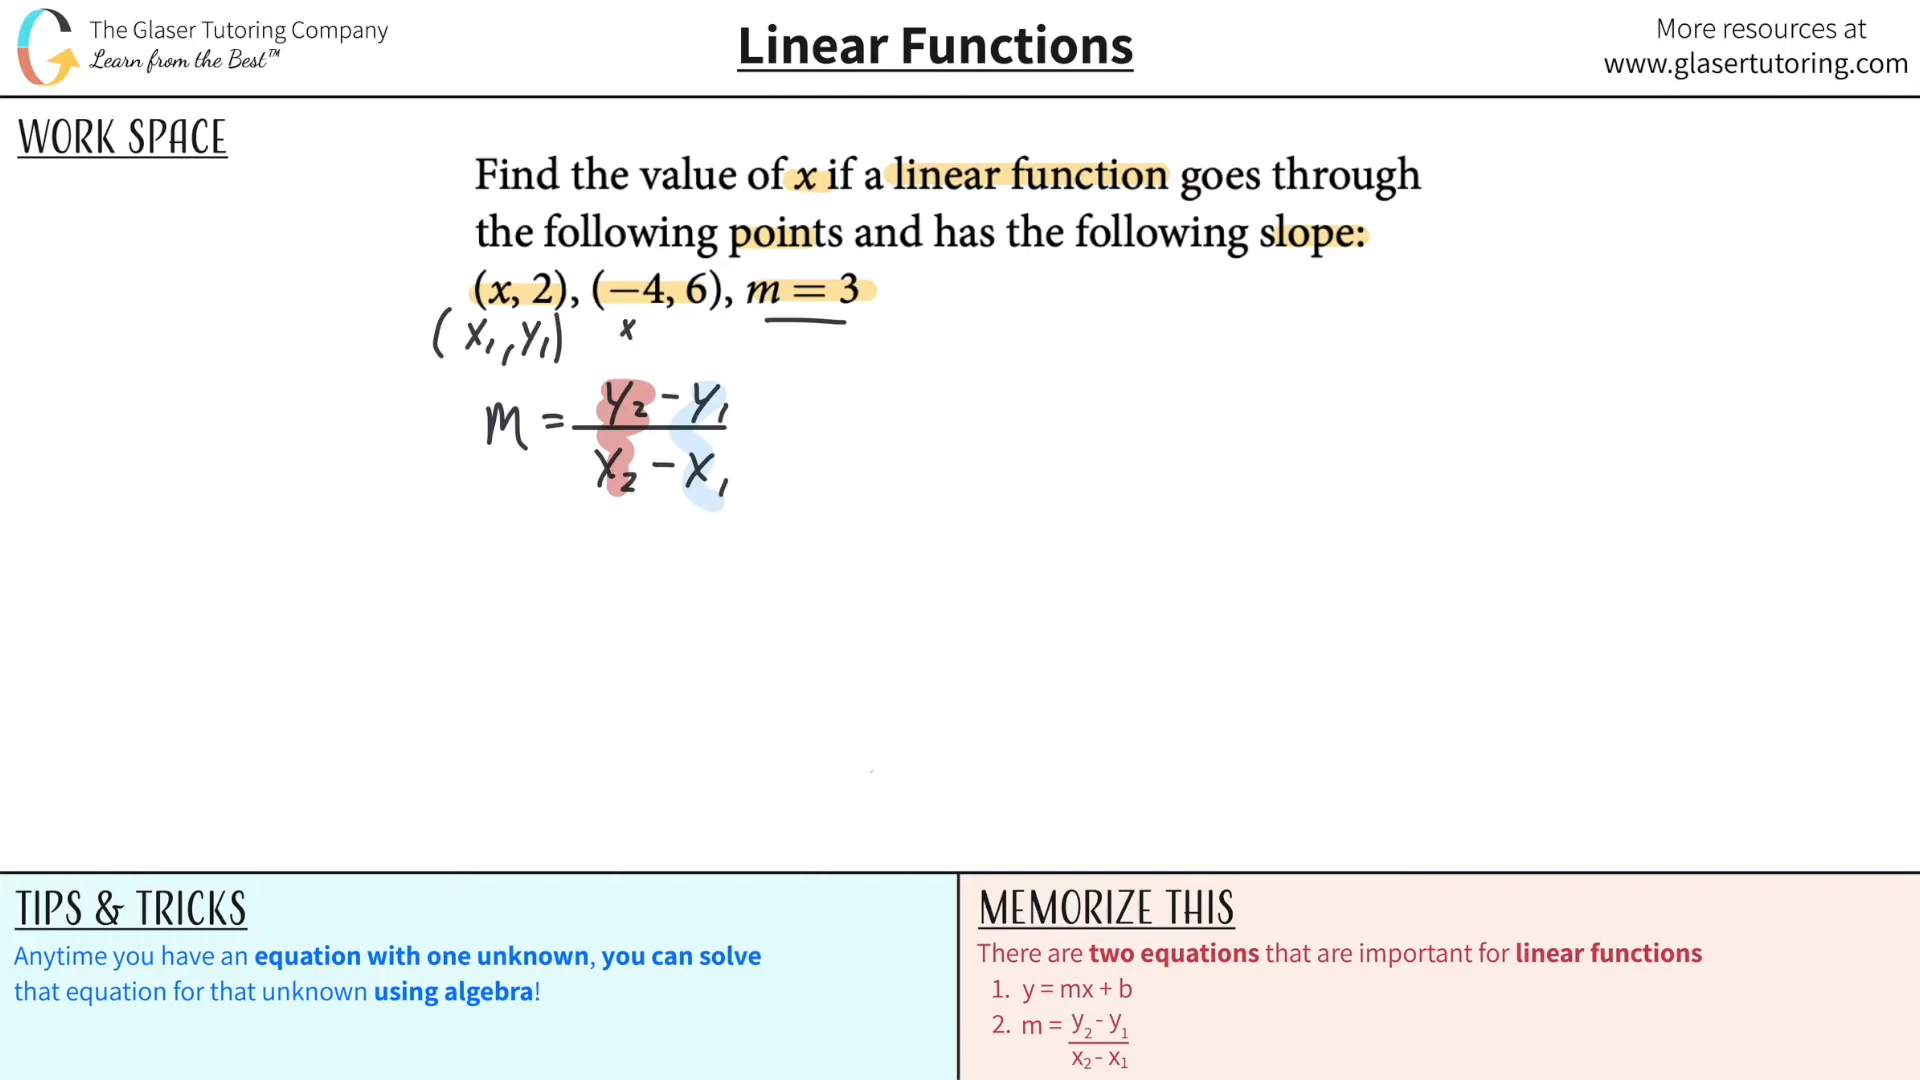 The Glaser Tutoring Company
Learn from the Best™
Linear Functions
More resources at
www.glasertutoring.com
WORK SPACE
Find the value of x if a linear function goes through
the following points and has the following slope:
(x, 2), (−4, 6), m = 3
(x₁, y₁) x
m = y₂ - y₁
x₂ - x₁
TIPS & TRICKS
Anytime you have an equation with one unknown, you can solve
that equation for that unknown using algebra!
MEMORIZE THIS
There are two equations that are important for linear functions
1. y = mx + b
2. m = y₂ - y₁
x₂ - x₁